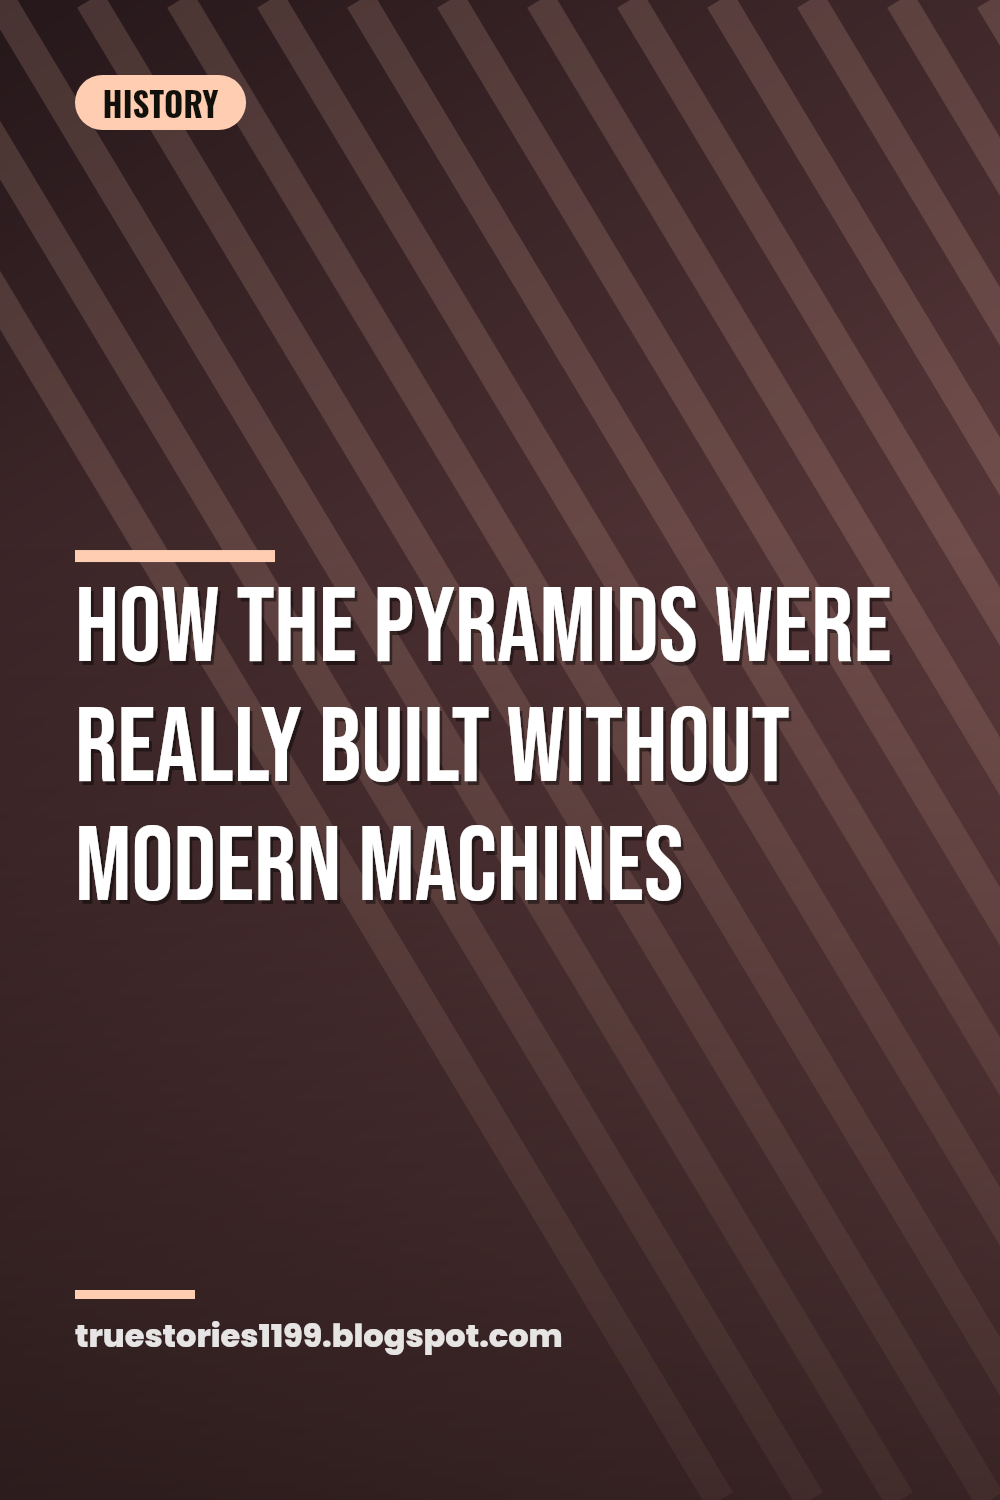 HISTORY
HOW THE PYRAMIDS WERE
REALLY BUILT WITHOUT
MODERN MACHINES
truestories1199.blogspot.com